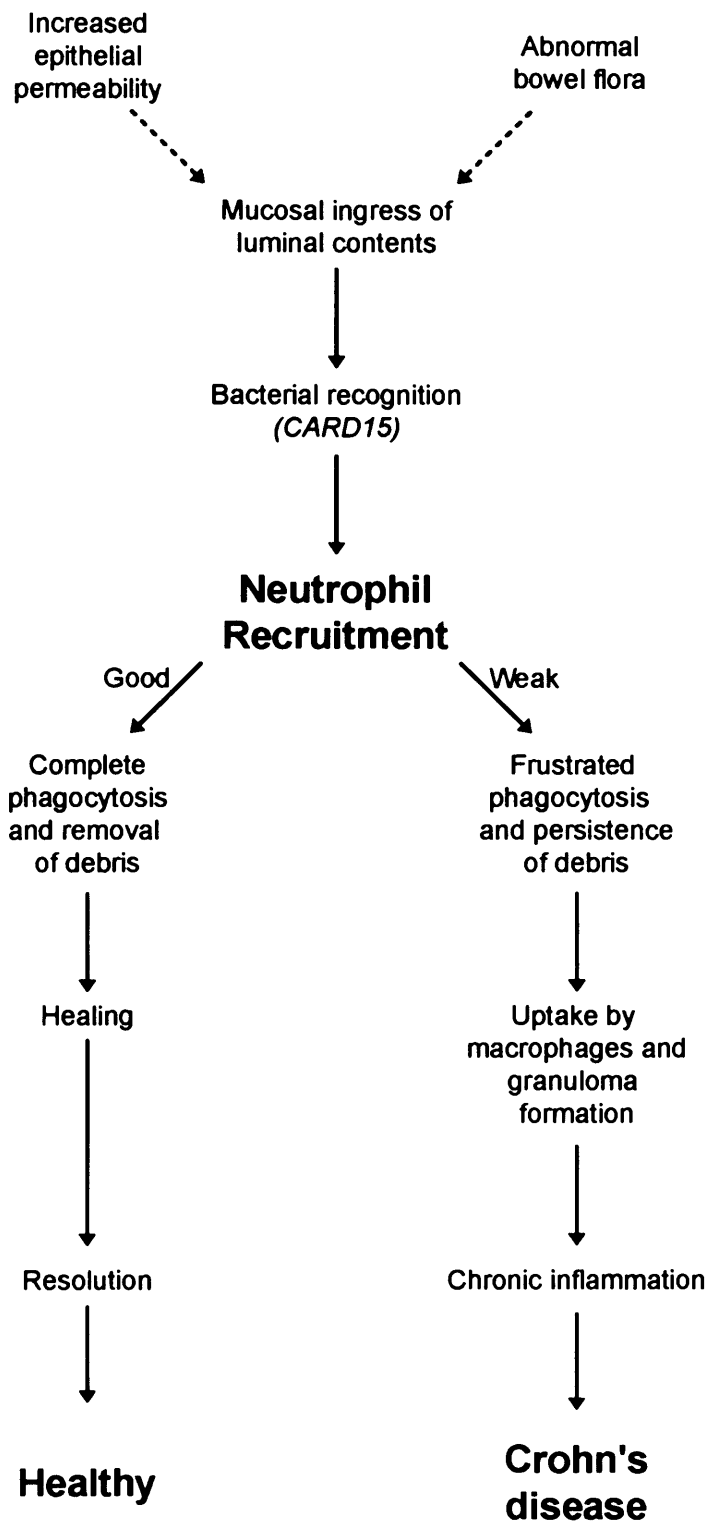 Increased
epithelial
permeability
Abnormal
bowel flora
Mucosal ingress of
luminal contents
Bacterial recognition
(CARD15)
Neutrophil
Recruitment
Good
Weak
Complete
phagocytosis
and removal
of debris
Frustrated
phagocytosis
and persistence
of debris
Healing
Uptake by
macrophages and
granuloma
formation
Resolution
Chronic inflammation
Healthy
Crohn's
disease